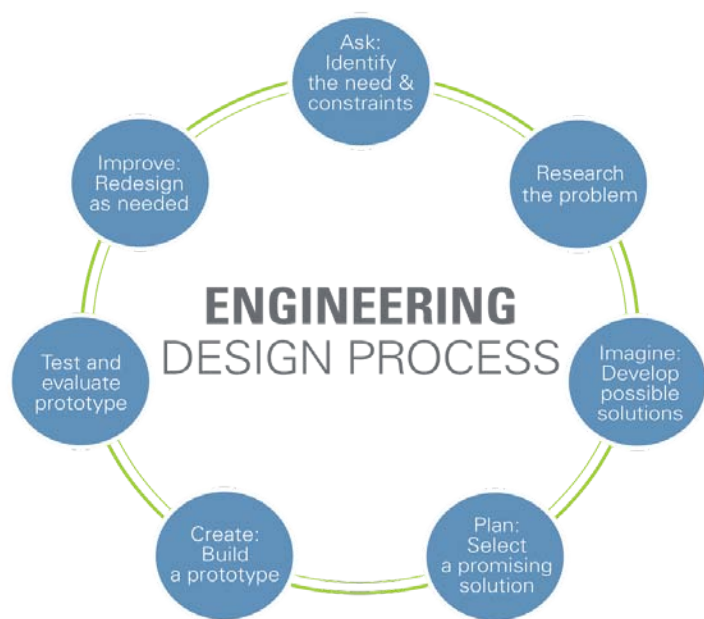 Ask:
Identify
the need &
constraints
Research
the problem
Imagine:
Develop
possible
solutions
Plan:
Select
a promising
solution
Create:
Build
a prototype
Test and
evaluate
prototype
Improve:
Redesign
as needed
ENGINEERING
DESIGN PROCESS